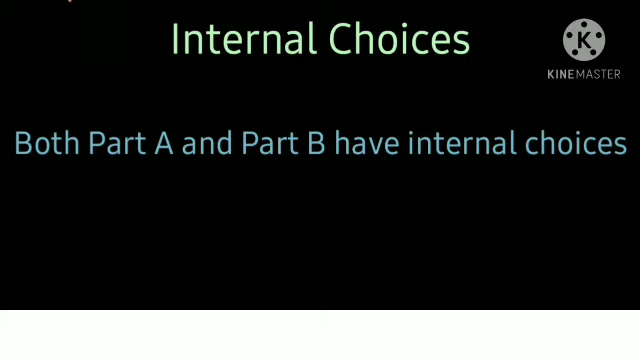 Internal Choices
KINEMASTER
Both Part A and Part B have internal choices